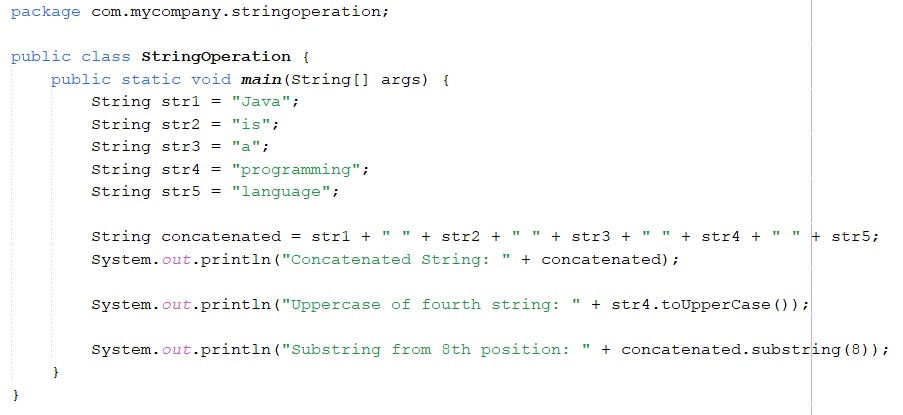 package com.mycompany.stringoperation;
public class StringOperation {
public static void main(String[] args) {
String str1 = "Java";
String str2 = "is";
String str3 = "a";
String str4 = "programming";
String str5 = "language";
String concatenated = str1 + " " + str2 + " " + str3 + " " + str4 + " " + str5;
System.out.println("Concatenated String: " + concatenated);
System.out.println("Uppercase of fourth string: " + str4.toUpperCase());
System.out.println("Substring from 8th position: " + concatenated.substring(8));
}
}